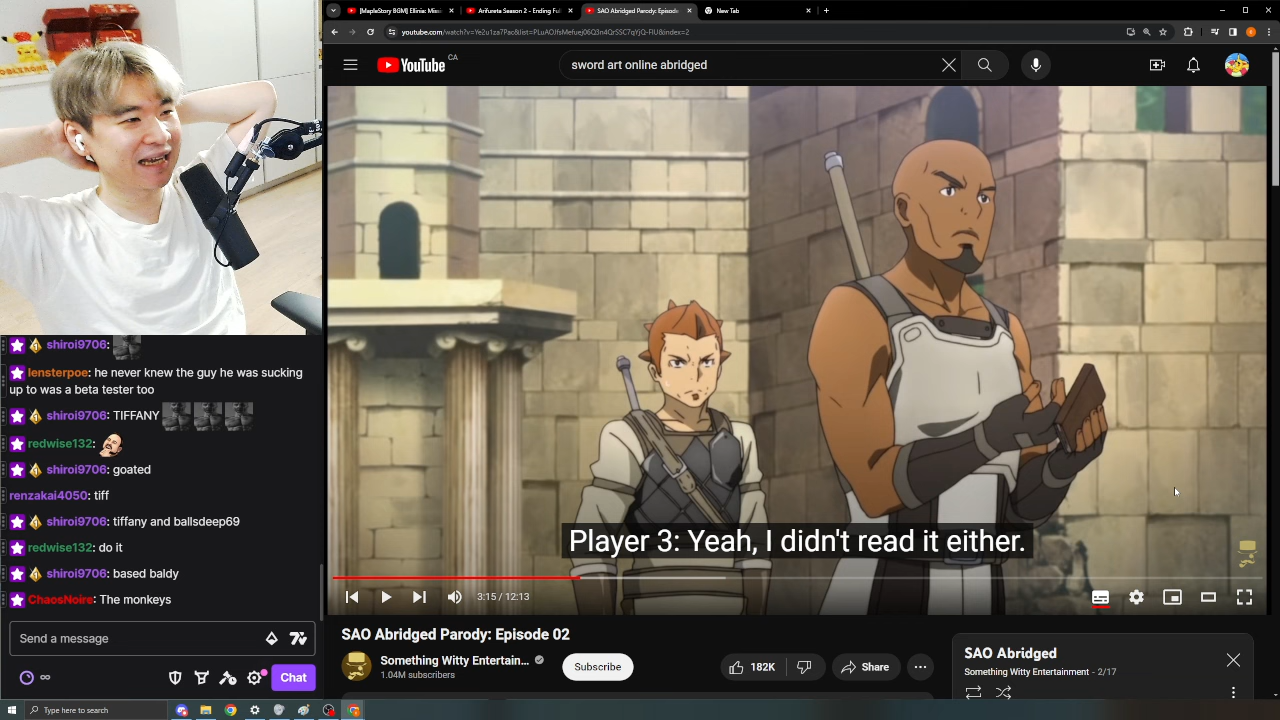 [MapleStory BGM] Ellinia: Missi
Arifureta Season 2 - Ending Ful
SAO Abridged Parody: Episode
New Tab
youtube.com/watch?v=Ye2u1za7Pac&list=PLuAOJfsMefuej06Q3n4QrSSC7qYjQ-FIU&index=2
YouTube CA
sword art online abridged
shiroi9706:
lensterpoe: he never knew the guy he was sucking
up to was a beta tester too
shiroi9706: TIFFANY
redwise132:
shiroi9706: goated
renzakai4050: tiff
shiroi9706: tiffany and ballsdeep69
redwise132: do it
shiroi9706: based baldy
ChaosNoire: The monkeys
Send a message
Chat
Player 3: Yeah, I didn't read it either.
3:15 / 12:13
SAO Abridged Parody: Episode 02
Something Witty Entertain...
1.04M subscribers
Subscribe
182K
Share
SAO Abridged
Something Witty Entertainment - 2/17
Type here to search